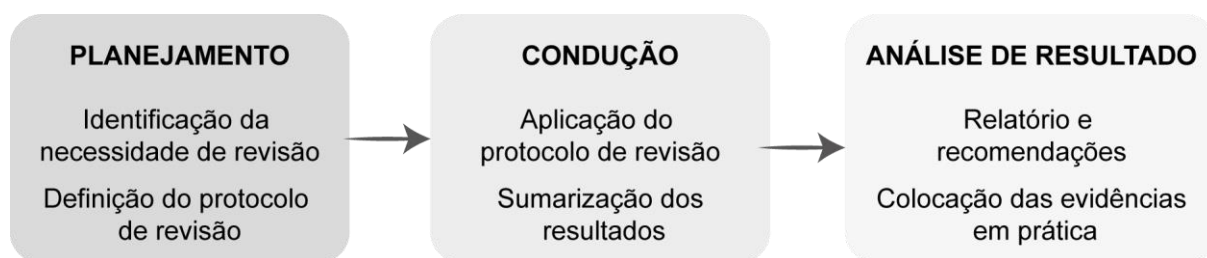 PLANEJAMENTO
Identificação da
necessidade de revisão
Definição do protocolo
de revisão
CONDUÇÃO
Aplicação do
protocolo de revisão
Sumarização dos
resultados
ANÁLISE DE RESULTADO
Relatório e
recomendações
Colocação das evidências
em prática